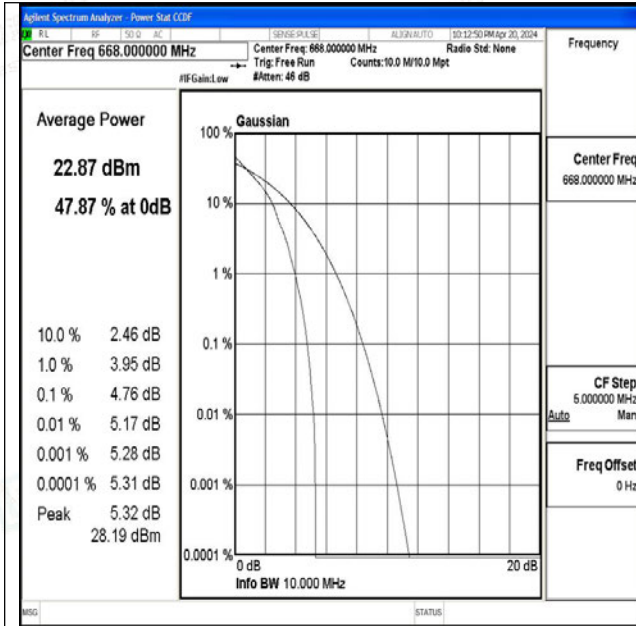 Agilent Spectrum Analyzer - Power Stat CCDF
RL RF 50 Ω AC SENSE:PULSE ALIGNAUTO 10:12:50 PM Apr 20, 2024
Center Freq 668.000000 MHz
Center Freq: 668.000000 MHz Radio Std: None
Trig: Free Run Counts:10.0 M/10.0 Mpt
#IFGain:Low #Atten: 46 dB
Frequency
Average Power
22.87 dBm
47.87 % at 0dB
10.0 % 2.46 dB
1.0 % 3.95 dB
0.1 % 4.76 dB
0.01 % 5.17 dB
0.001 % 5.28 dB
0.0001 % 5.31 dB
Peak 5.32 dB
28.19 dBm
Gaussian
100 %
10 %
1 %
0.1 %
0.01 %
0.001 %
0.0001 %
0 dB 20 dB
Info BW 10.000 MHz
Center Freq
668.000000 MHz
CF Step
5.000000 MHz
Auto Man
Freq Offset
0 Hz
MSG STATUS